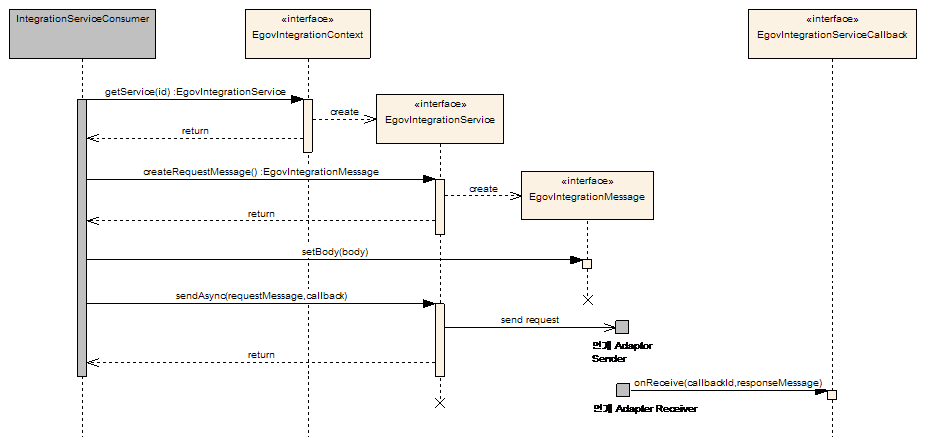 IntegrationServiceConsumer
«interface»
EgovIntegrationContext
«interface»
EgovIntegrationServiceCallback
getService(id) :EgovIntegrationService
create
«interface»
EgovIntegrationService
return
createRequestMessage() :EgovIntegrationMessage
create
«interface»
EgovIntegrationMessage
return
setBody(body)
sendAsync(requestMessage,callback)
send request
연계 Adaptor
Sender
return
onReceive(callbackId,responseMessage)
연계 Adapter Receiver